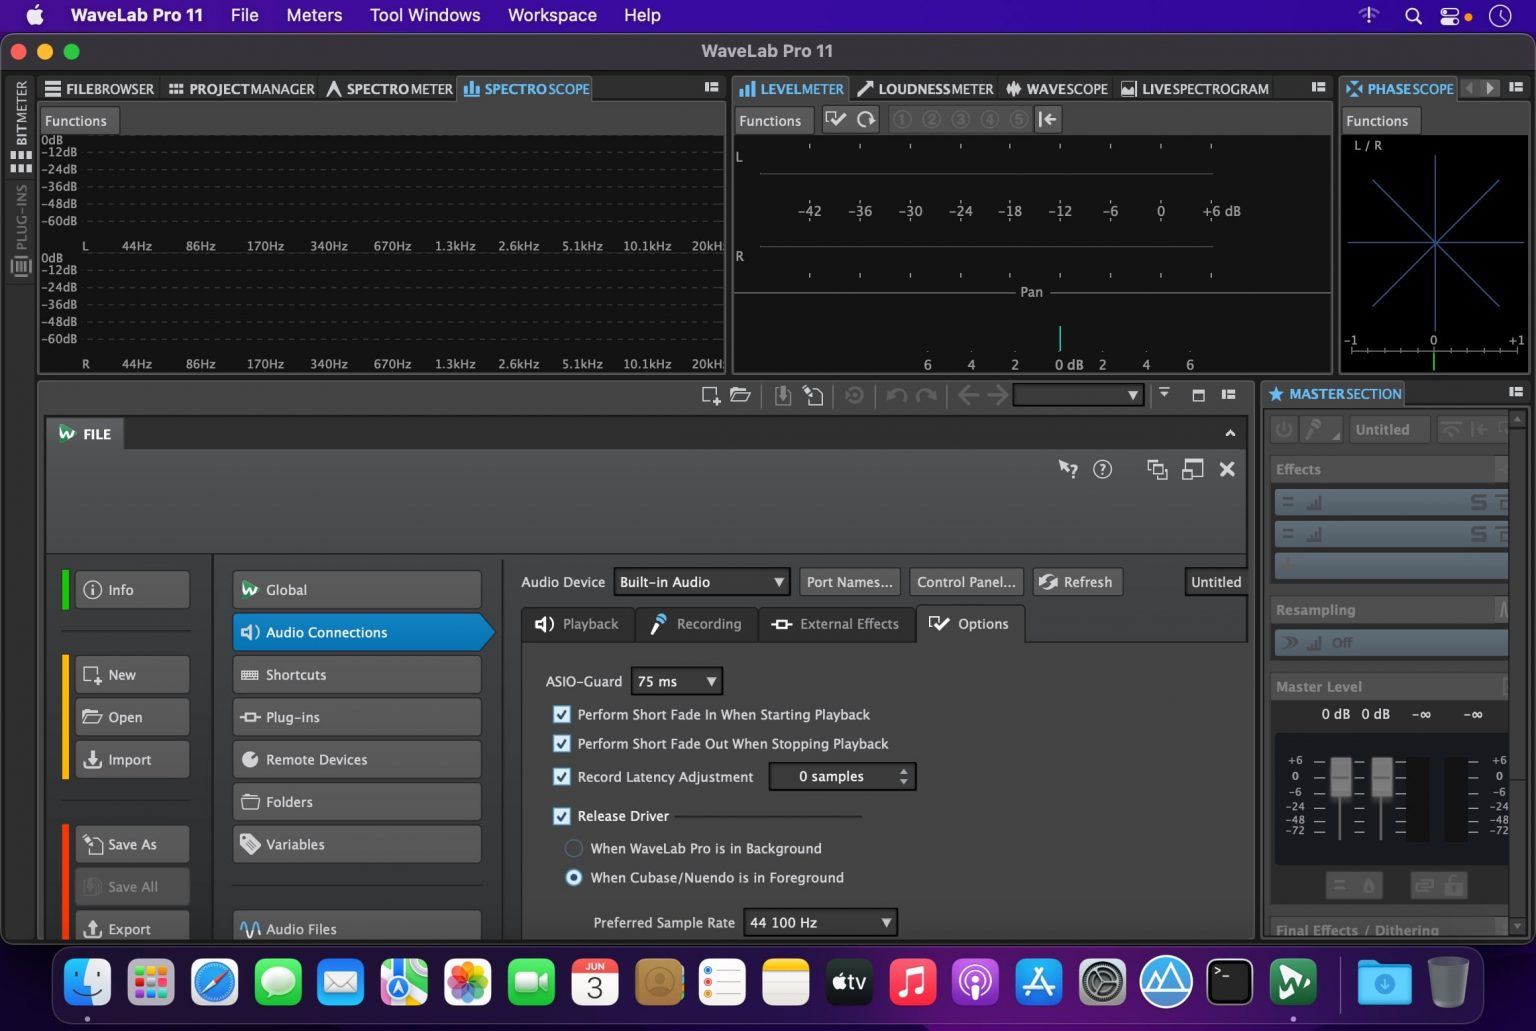 WaveLab Pro 11 File Meters Tool Windows Workspace Help
WaveLab Pro 11
BITMETER
PLUG-INS
FILEBROWSER PROJECTMANAGER SPECTROMETER SPECTROSCOPE
Functions
0dB
-12dB
-24dB
-36dB
-48dB
-60dB
L 44Hz 86Hz 170Hz 340Hz 670Hz 1.3kHz 2.6kHz 5.1kHz 10.1kHz 20kH
0dB
-12dB
-24dB
-36dB
-48dB
-60dB
R 44Hz 86Hz 170Hz 340Hz 670Hz 1.3kHz 2.6kHz 5.1kHz 10.1kHz 20kH
LEVELMETER LOUDNESSMETER WAVESCOPE LIVESPECTROGRAM
Functions 1 2 3 4 5
L
-42 -36 -30 -24 -18 -12 -6 0 +6 dB
R
Pan
6 4 2 0 dB 2 4 6
PHASESCOPE
Functions
L / R
-1 0 +1
FILE
Info
New
Open
Import
Save As
Save All
Export
Global
Audio Connections
Shortcuts
Plug-ins
Remote Devices
Folders
Variables
Audio Files
Audio Device Built-in Audio Port Names... Control Panel... Refresh Untitled
Playback Recording External Effects Options
ASIO-Guard 75 ms
Perform Short Fade In When Starting Playback
Perform Short Fade Out When Stopping Playback
Record Latency Adjustment 0 samples
Release Driver
When WaveLab Pro is in Background
When Cubase/Nuendo is in Foreground
Preferred Sample Rate 44 100 Hz
MASTERSECTION
Untitled
Effects
S
S
Resampling
Off
Master Level
0 dB 0 dB -∞ -∞
+6 +6
0 0
-6 -6
-24 -24
-48 -48
-72 -72
Final Effects / Dithering
JUN
3
tv